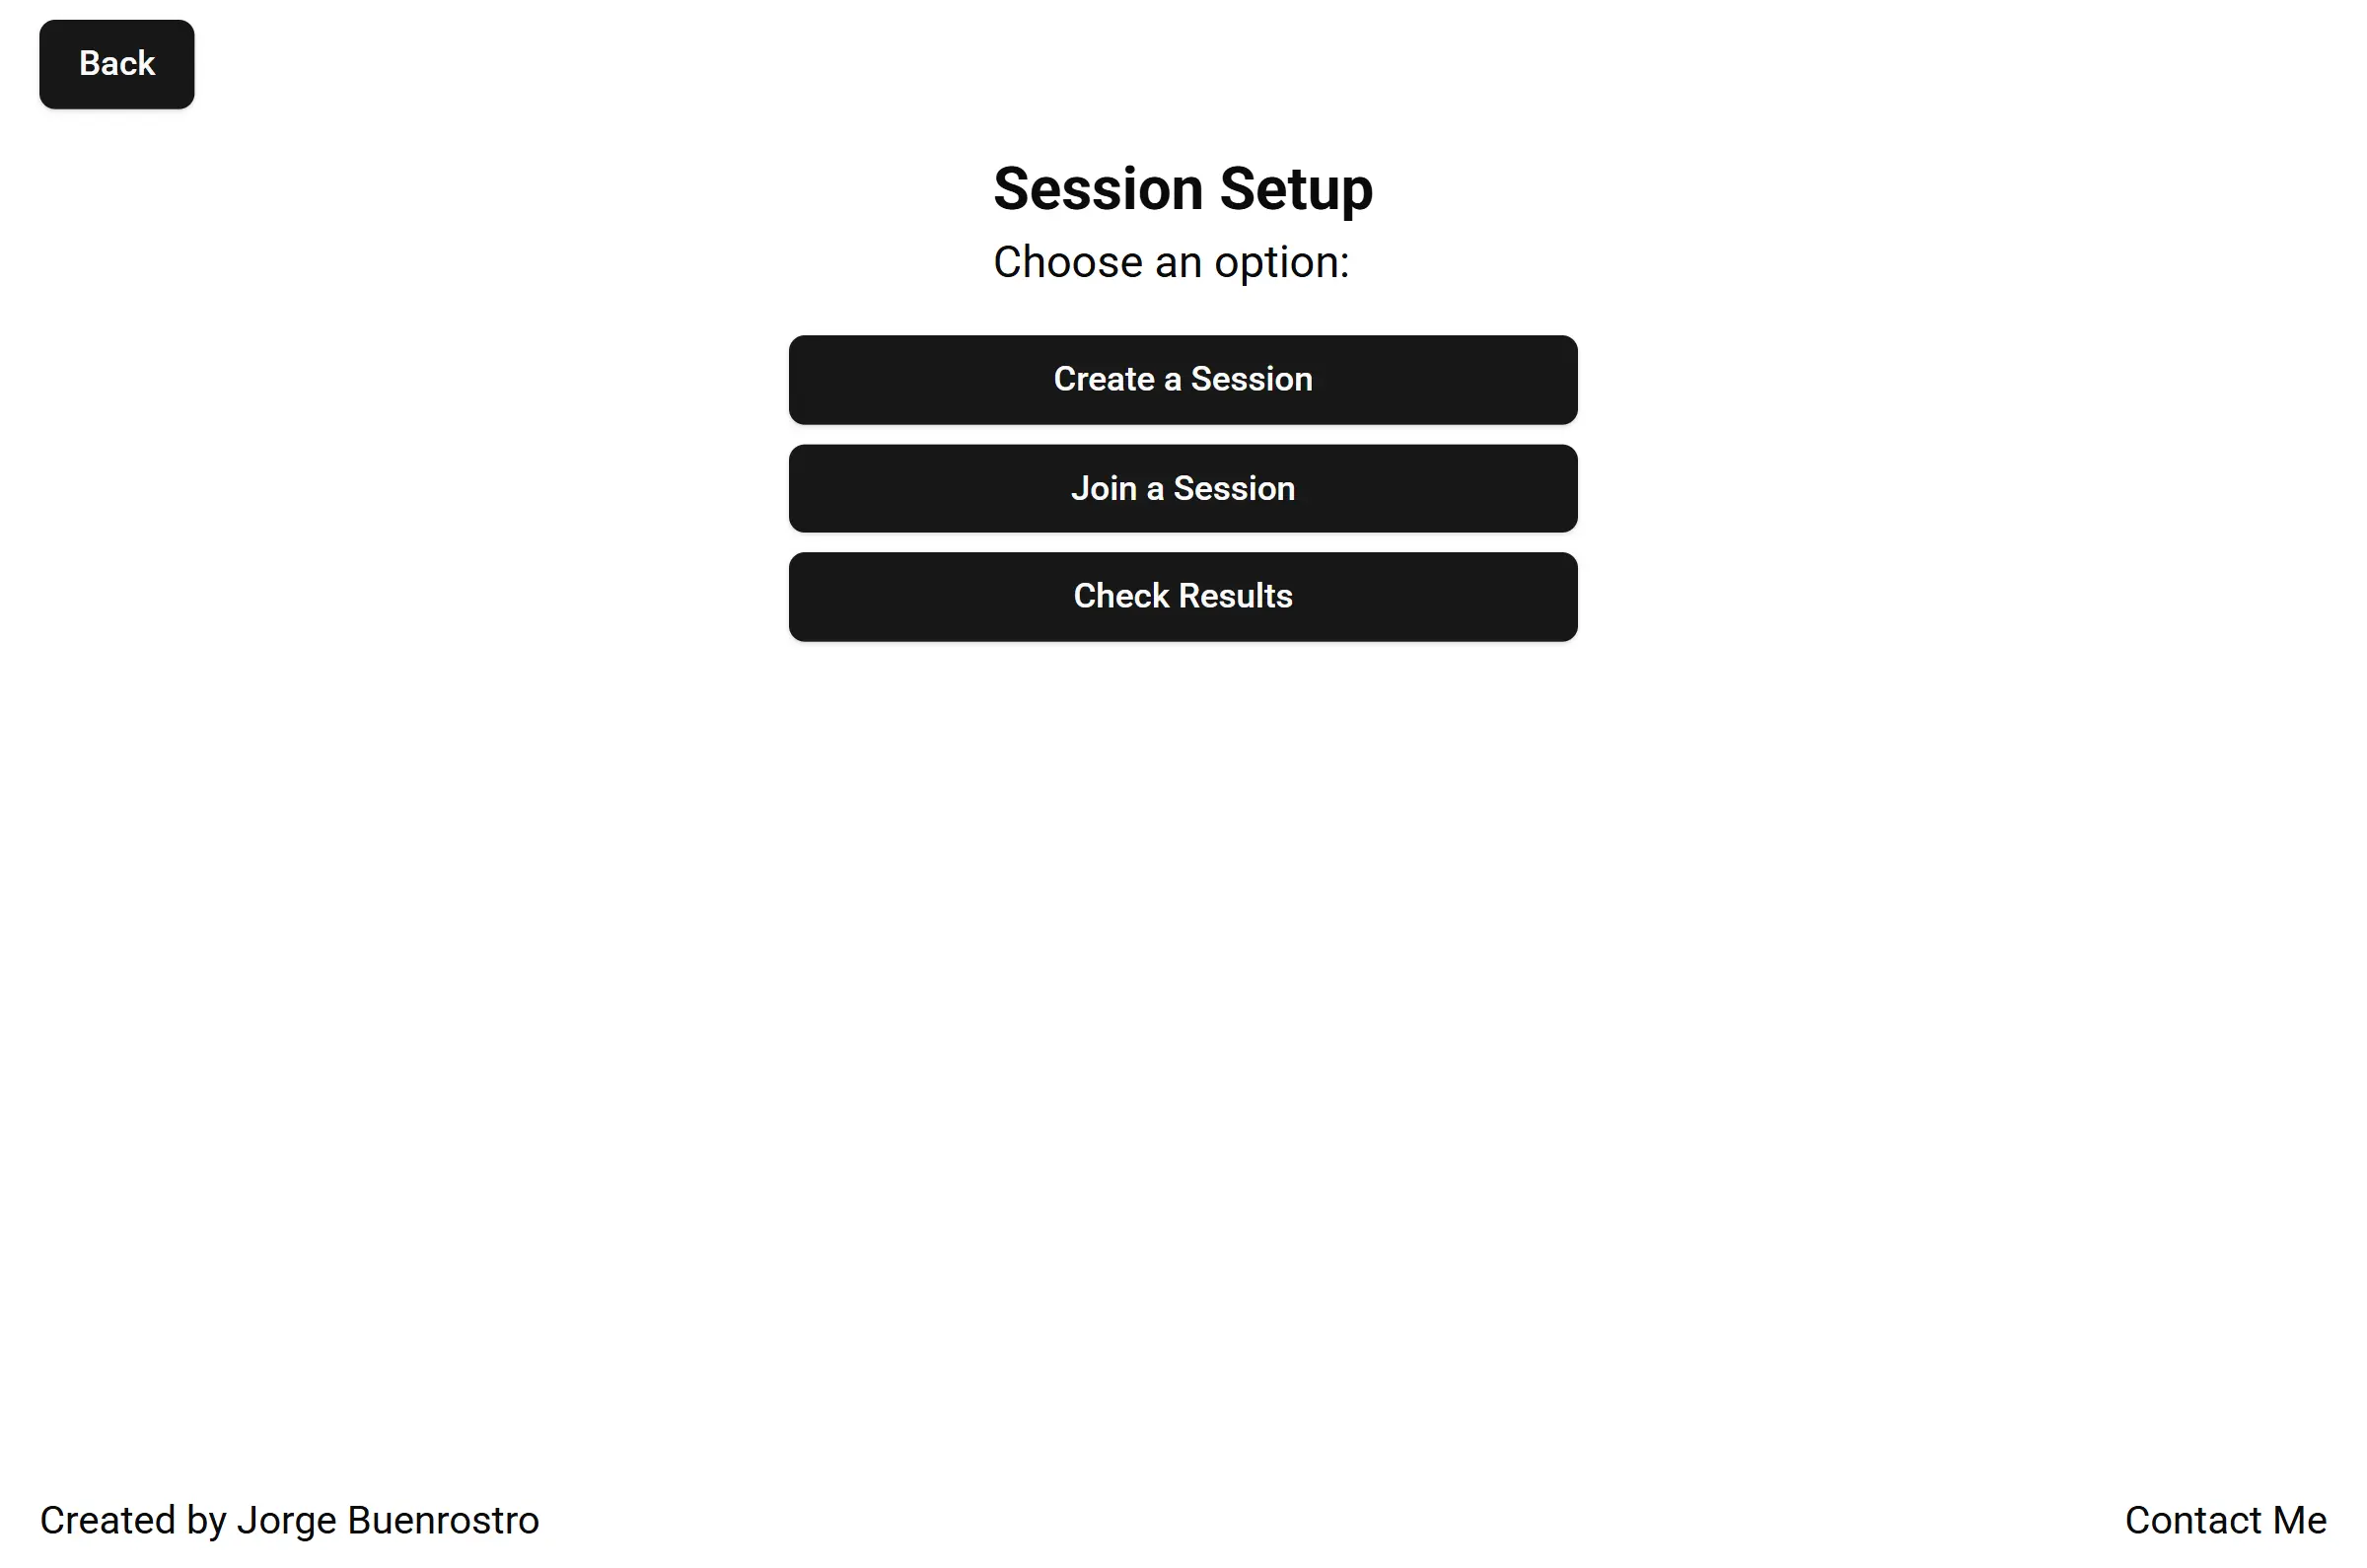 Back
Session Setup
Choose an option:
Create a Session
Join a Session
Check Results
Created by Jorge Buenrostro
Contact Me